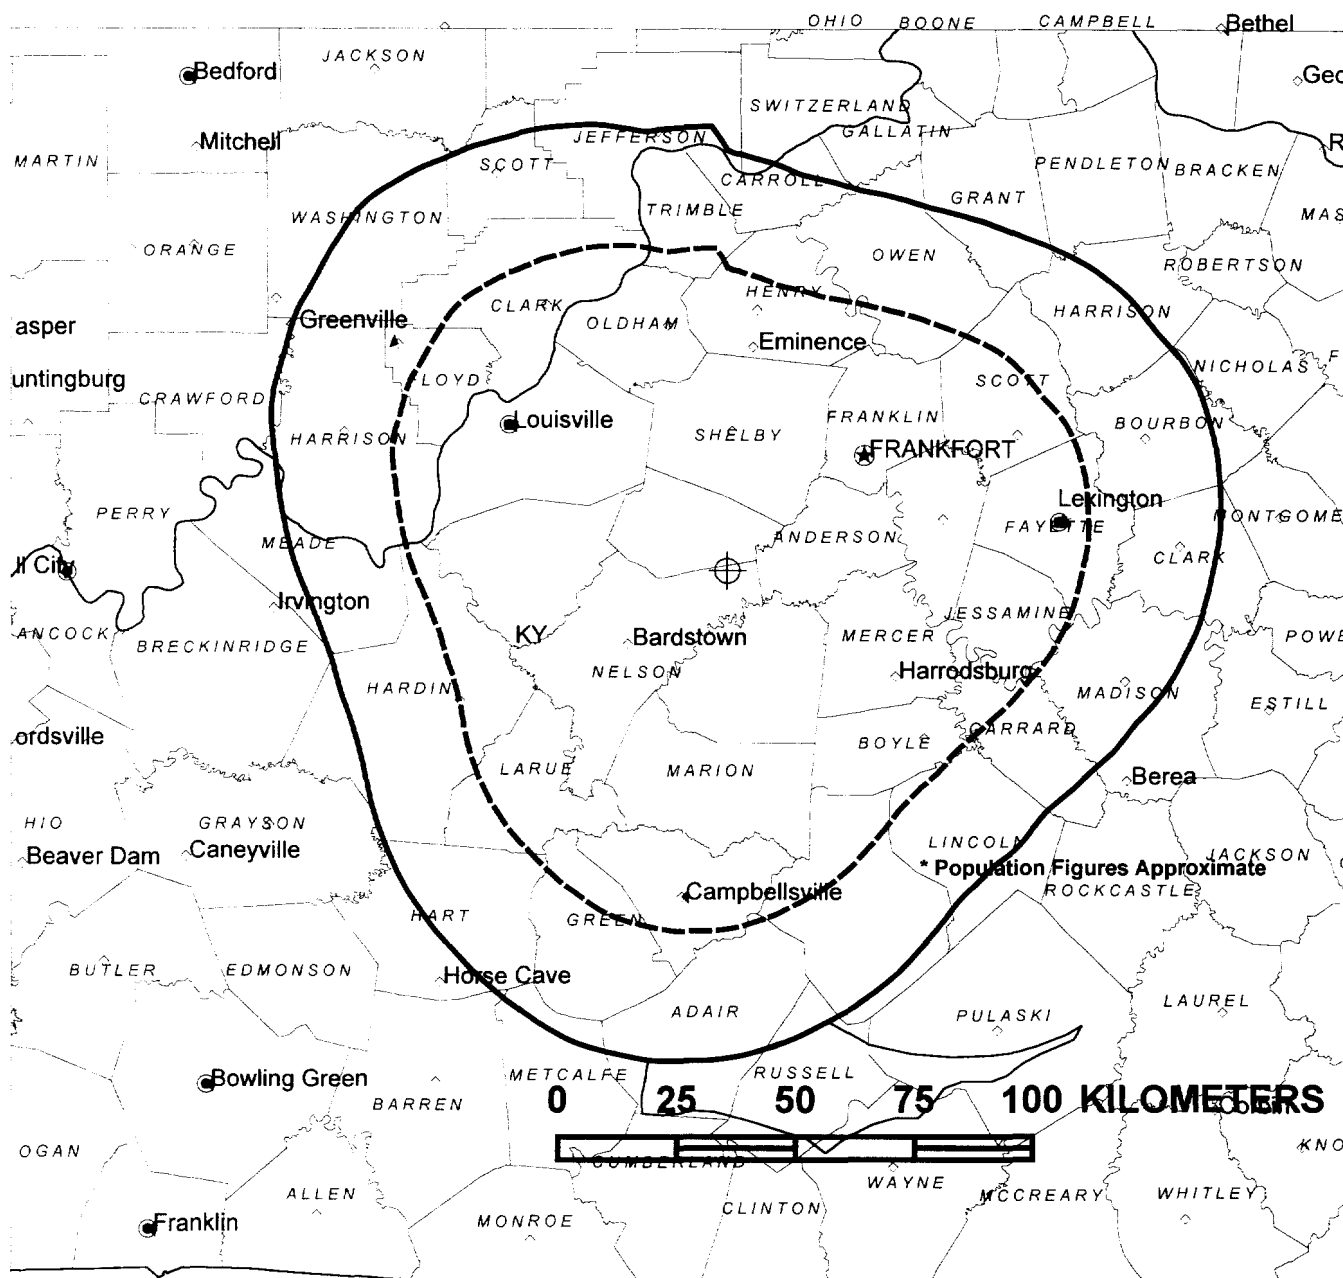 OHIO BOONE CAMPBELL Bethel
JACKSON
Bedford
SWITZERLAND
Mitchell
JEFFERSON
GALLATIN
MARTIN
SCOTT
PENDLETON
BRACKEN
CARROLL
GRANT
WASHINGTON
TRIMBLE
ORANGE
OWEN
ROBERTSON
HENRY
CLARK
HARRISON
asper
Greenville
OLDHAM
Eminence
untingburg
FLOYD
SCOTT
NICHOLAS
CRAWFORD
Louisville
FRANKLIN
BOURBON
HARRISON
SHELBY
FRANKFORT
Lexington
PERRY
FAYETTE
MONTGOME
MEADE
ANDERSON
CLARK
ll City
Irvington
JESSAMINE
ANCOCK
BRECKINRIDGE
KY
Bardstown
MERCER
POWE
NELSON
Harrodsburg
HARDIN
MADISON
ESTILL
ordsville
BOYLE
GARRARD
LARUE
MARION
Berea
HIO
GRAYSON
LINCOLN
Beaver Dam
Caneyville
JACKSON
* Population Figures Approximate
ROCKCASTLE
Campbellsville
HART
GREEN
BUTLER
EDMONSON
Horse Cave
ADAIR
LAUREL
PULASKI
Bowling Green
METCALFE
RUSSELL
BARREN
0 25 50 75 100 KILOMETERS
OGAN
KNO
CUMBERLAND
WAYNE
ALLEN
MCCREARY
WHITLEY
Franklin
MONROE
CLINTON